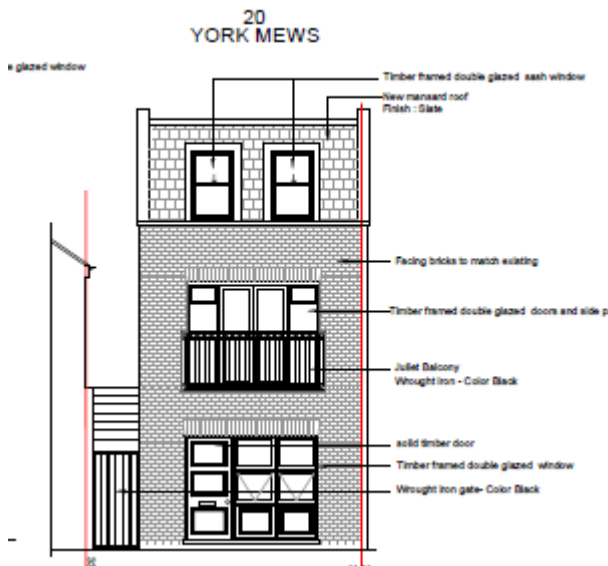 20
YORK MEWS
glazed window
Timber framed double glazed sash window
New mansard roof
Finish : Slate
Facing bricks to match existing
Timber framed double glazed doors and side p
Juliet Balcony
Wrought Iron - Color Black
solid timber door
Timber framed double glazed window
Wrought iron gate- Color Black